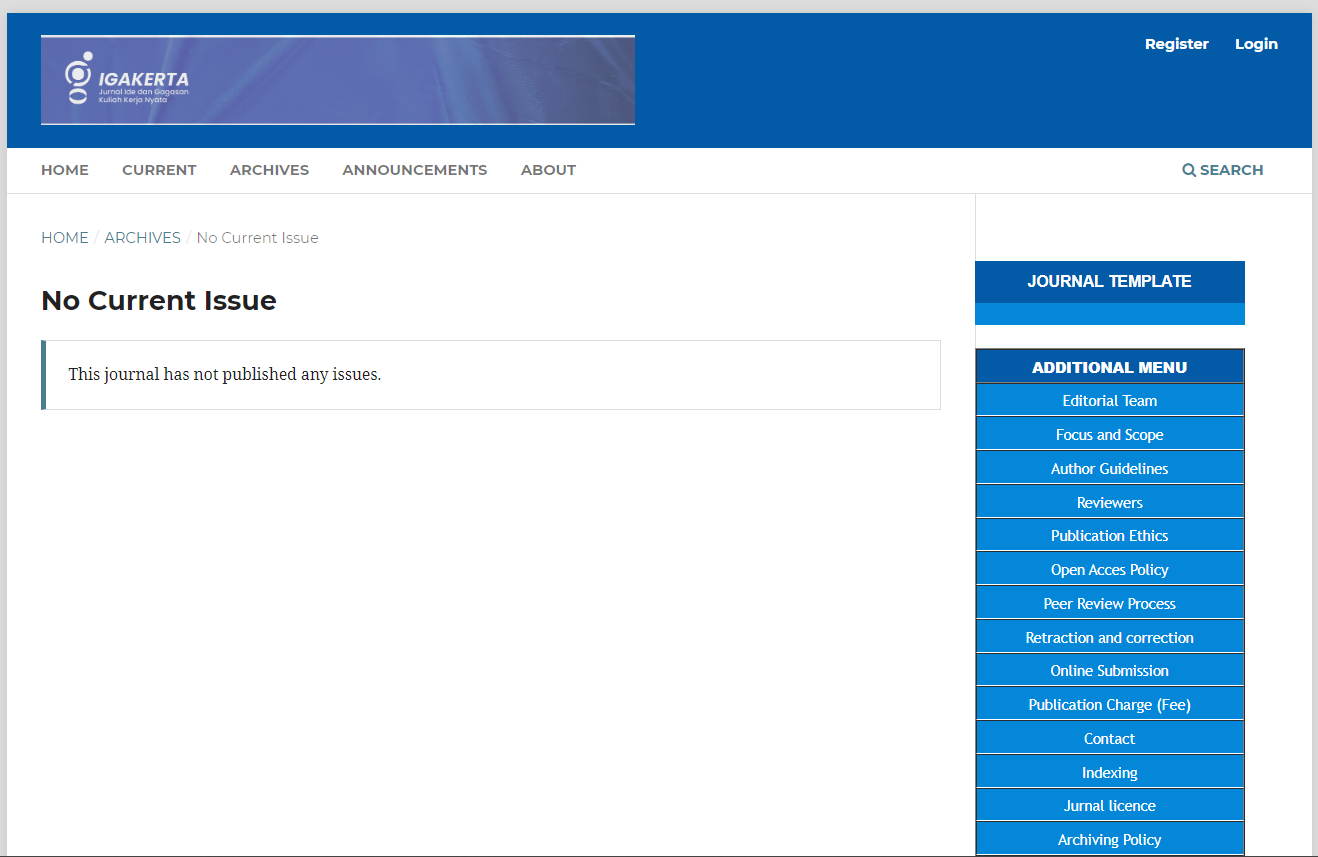 IGAKERTA
Jurnal Ide dan Gagasan
Kuliah Kerja Nyata
Register Login
HOME CURRENT ARCHIVES ANNOUNCEMENTS ABOUT SEARCH
HOME / ARCHIVES / No Current Issue
No Current Issue
This journal has not published any issues.
JOURNAL TEMPLATE
ADDITIONAL MENU
Editorial Team
Focus and Scope
Author Guidelines
Reviewers
Publication Ethics
Open Acces Policy
Peer Review Process
Retraction and correction
Online Submission
Publication Charge (Fee)
Contact
Indexing
Jurnal licence
Archiving Policy